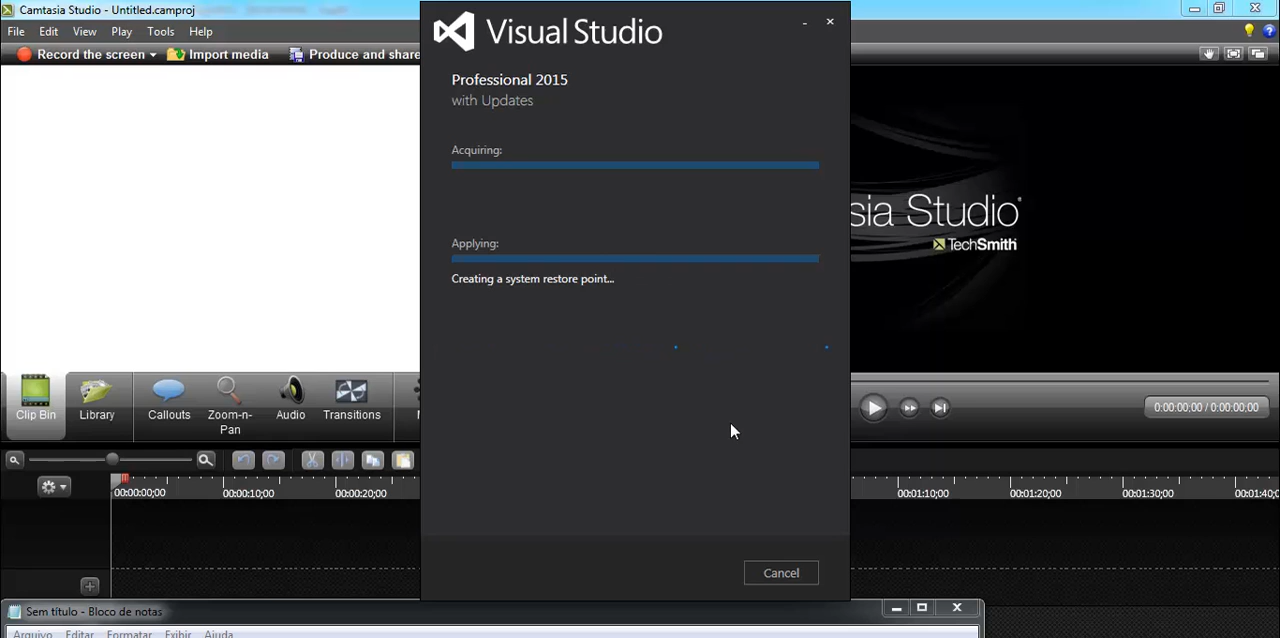 Camtasia Studio - Untitled.camproj
File Edit View Play Tools Help
Record the screen Import media Produce and share
Visual Studio
Professional 2015
with Updates
Acquiring:
Applying:
Creating a system restore point...
Cancel
sia Studio
TechSmith
Clip Bin
Library
Callouts
Zoom-n-
Pan
Audio
Transitions
0:00:00;00 / 0:00:00;00
00:00:00;00 00:00:10;00 00:00:20;00 00:01:10;00 00:01:20;00 00:01:30;00 00:01:40;0
Sem título - Bloco de notas
Arquivo Editar Formatar Exibir Ajuda